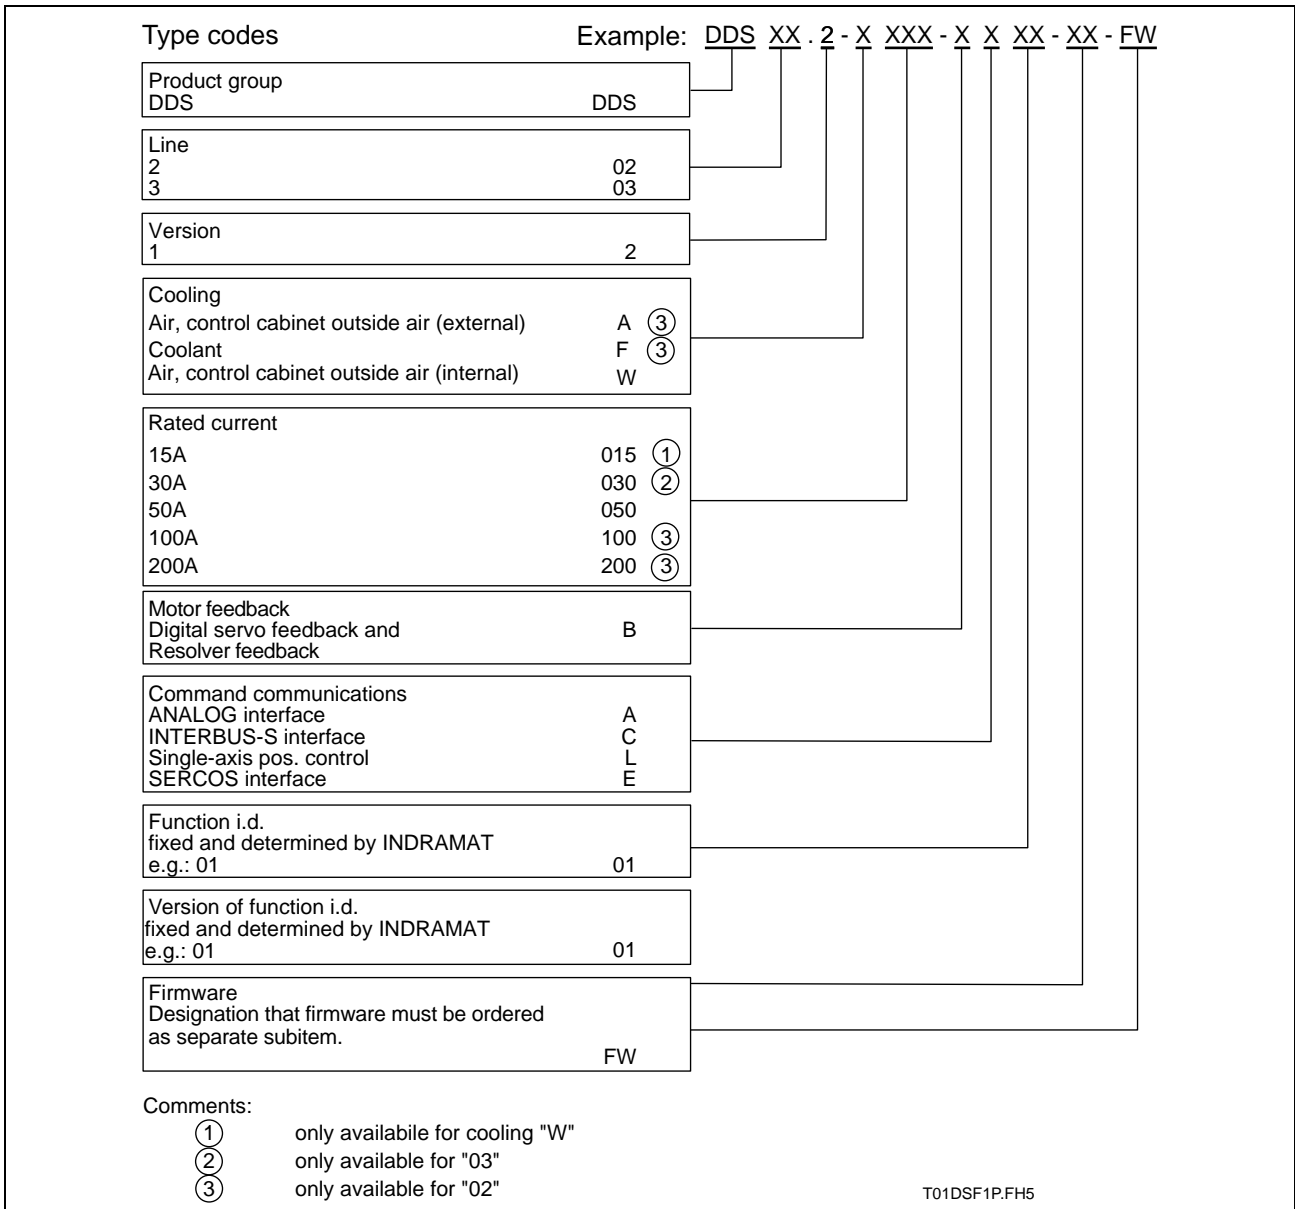 Type codes Example: DDS XX . 2 - X XXX - X X XX - XX - FW
Product group
DDS DDS
Line
2 02
3 03
Version
1 2
Cooling
Air, control cabinet outside air (external) A 3
Coolant F 3
Air, control cabinet outside air (internal) W
Rated current
15A 015 1
30A 030 2
50A 050
100A 100 3
200A 200 3
Motor feedback
Digital servo feedback and B
Resolver feedback
Command communications
ANALOG interface A
INTERBUS-S interface C
Single-axis pos. control L
SERCOS interface E
Function i.d.
fixed and determined by INDRAMAT
e.g.: 01 01
Version of function i.d.
fixed and determined by INDRAMAT
e.g.: 01 01
Firmware
Designation that firmware must be ordered
as separate subitem.
FW
Comments:
1 only availabile for cooling "W"
2 only available for "03"
3 only available for "02"
T01DSF1P.FH5